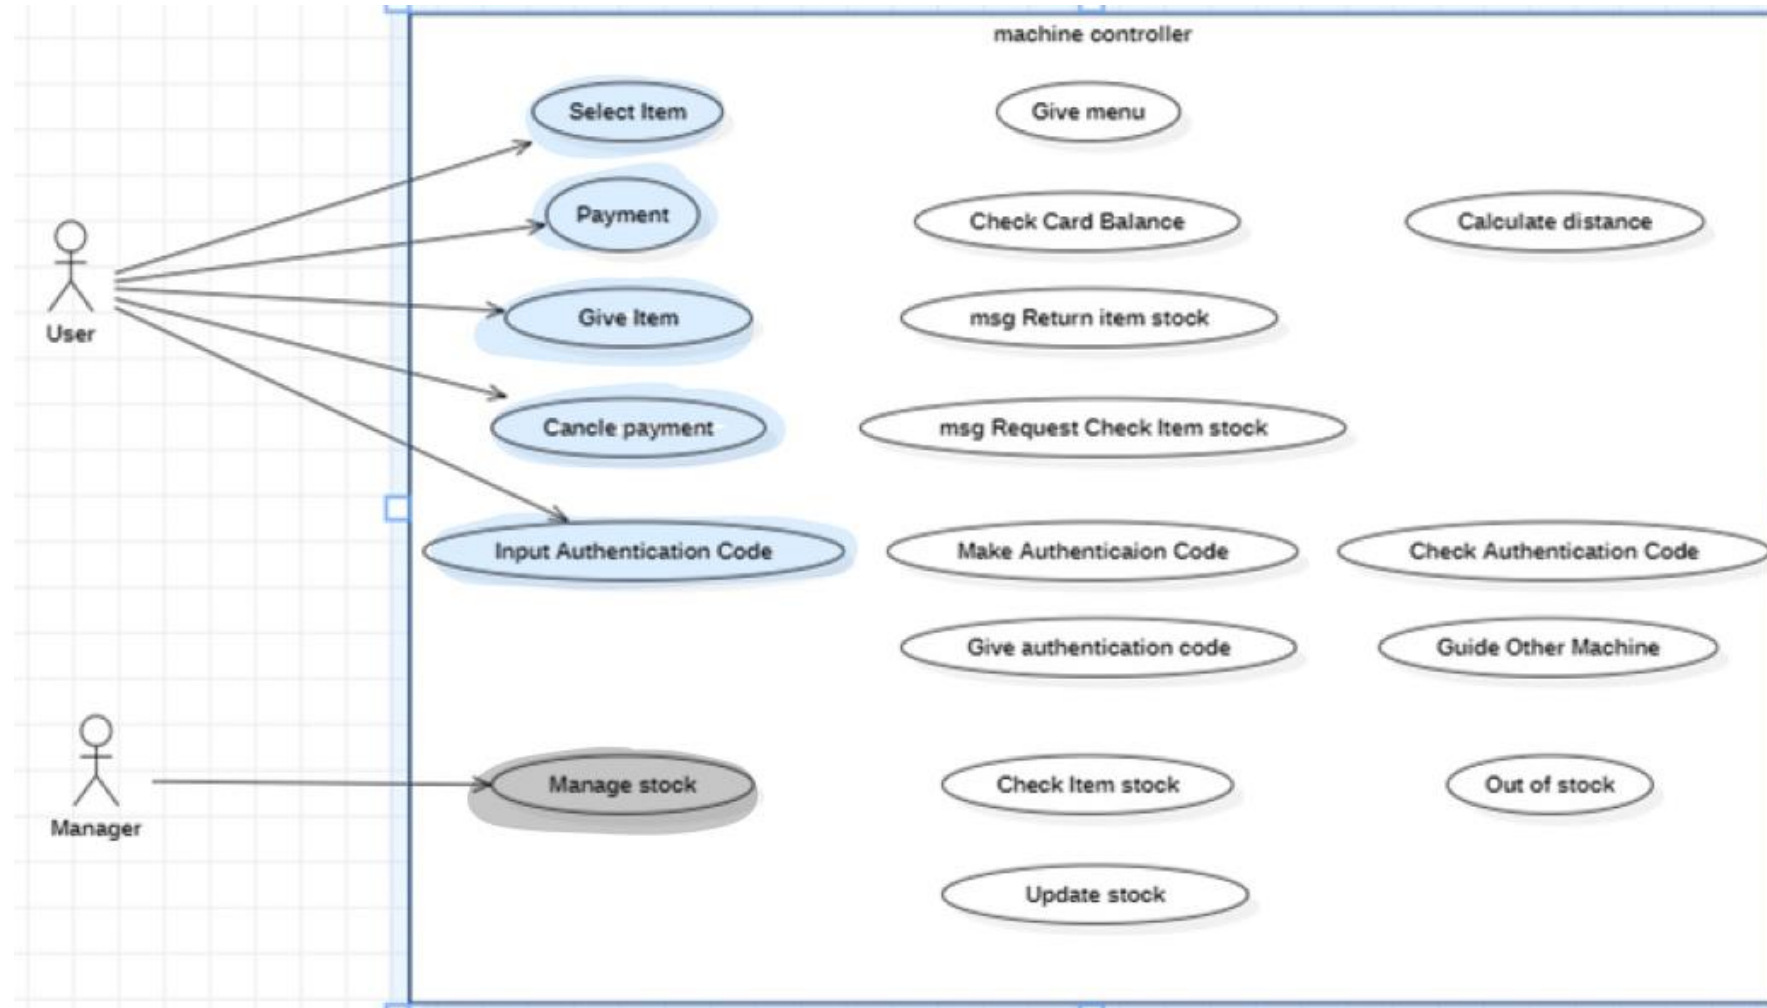 machine controller
Select Item
Give menu
Payment
Check Card Balance
Calculate distance
User
Give Item
msg Return item stock
Cancle payment
msg Request Check Item stock
Input Authentication Code
Make Authenticaion Code
Check Authentication Code
Give authentication code
Guide Other Machine
Manager
Manage stock
Check Item stock
Out of stock
Update stock